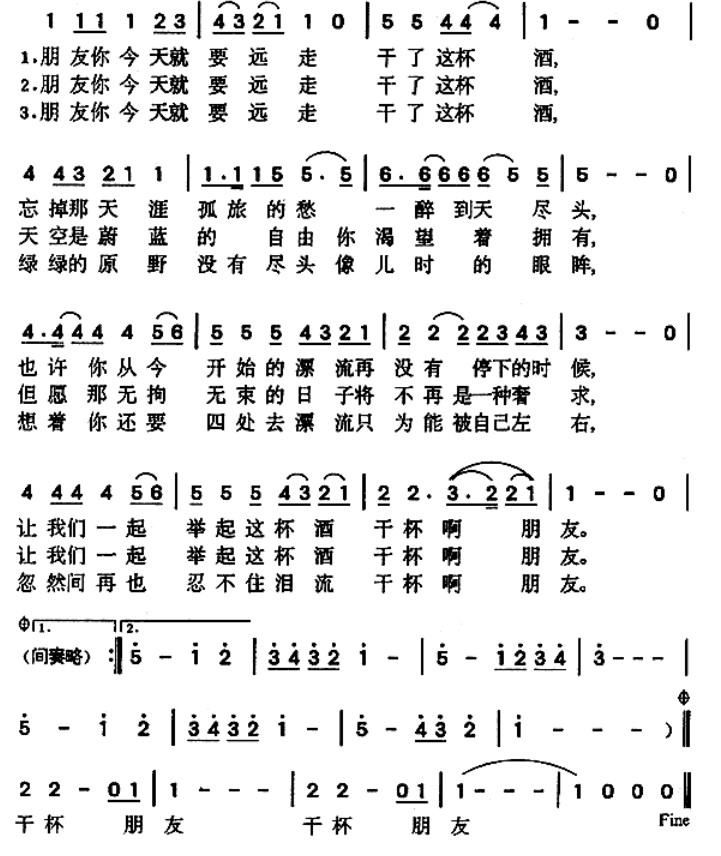 1 1 1 1 2 3 | 4 3 2 1 1 0 | 5 5 4 4 4 | 1 - - 0 |
1.朋友你今天就要远走 干了这杯酒,
2.朋友你今天就要远走 干了这杯酒,
3.朋友你今天就要远走 干了这杯酒,
4 4 3 2 1 1 | 1 . 1 1 5 5 . 5 | 6 . 6 6 6 6 5 5 | 5 - - 0 |
忘掉那天涯孤旅的愁 一醉到天尽头,
天空是蔚蓝的 自由你渴望着拥有,
绿绿的原野没有尽头像儿时的眼眸,
4 . 4 4 4 4 5 6 | 5 5 5 4 3 2 1 | 2 2 2 2 2 3 4 3 | 3 - - 0 |
也许你从今 开始的漂流再没有停下的时候,
但愿那无拘 无束的日子将不再是一种奢求,
想着你还要 四处去漂流只为能被自己左右,
4 4 4 4 5 6 | 5 5 5 4 3 2 1 | 2 2 . 3 . 2 2 1 | 1 - - 0 |
让我们一起 举起这杯酒 干杯啊 朋友。
让我们一起 举起这杯酒 干杯啊 朋友。
忽然间再也 忍不住泪流 干杯啊 朋友。
1. 2.
(间奏略) :‖ 5 - 1 2 | 3 4 3 2 1 - | 5 - 1 2 3 4 | 3 - - - |
5 - 1 2 | 3 4 3 2 1 - | 5 - 4 3 2 | 1 - - - ) ‖
2 2 - 0 1 | 1 - - - | 2 2 - 0 1 | 1 - - - | 1 0 0 0 ‖
干杯 朋友 干杯 朋友 Fine